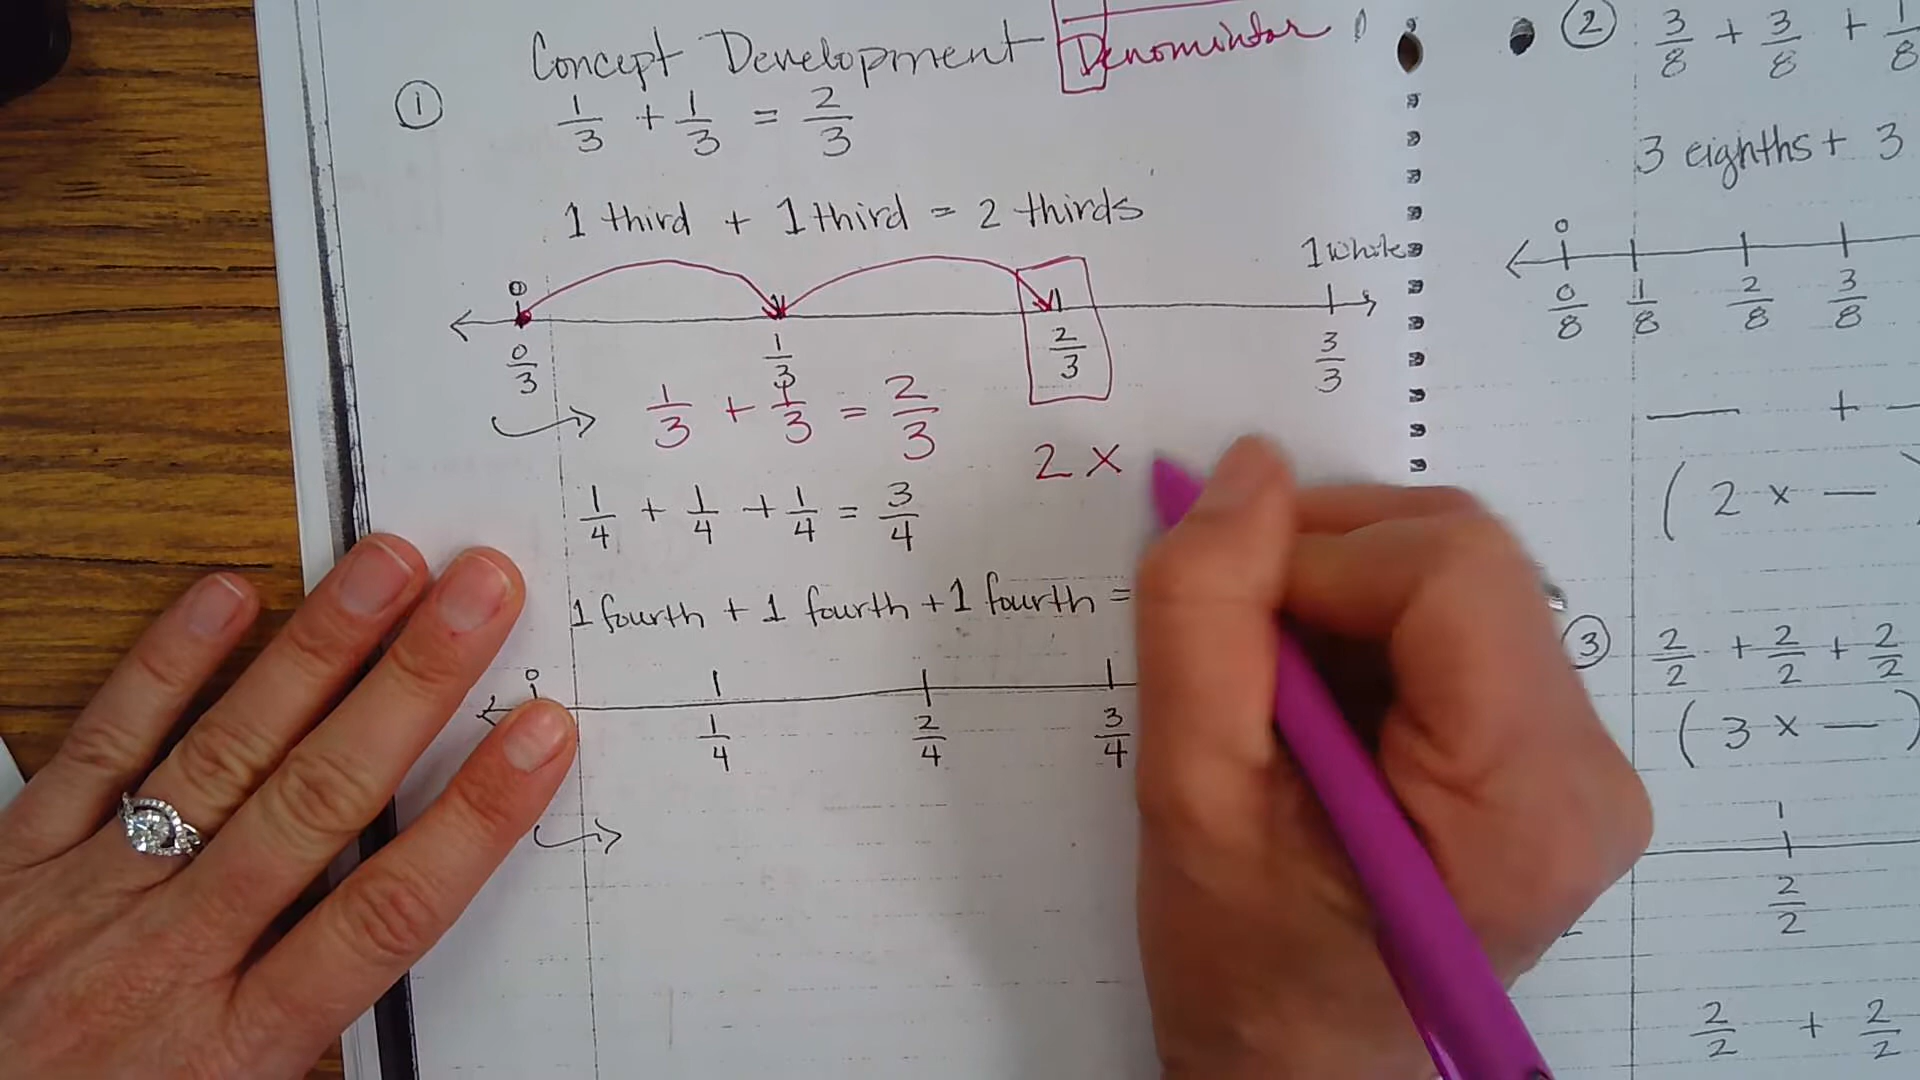 Concept Development
Denomintor
① 1/3 + 1/3 = 2/3
1 third + 1 third = 2 thirds
0 1 whole
0/3 1/3 2/3 3/3
1/3 + 1/3 = 2/3
2 x
1/4 + 1/4 + 1/4 = 3/4
1 fourth + 1 fourth + 1 fourth =
0
1/4 2/4 3/4
② 3/8 + 3/8 + 1/8
3 eighths + 3
0
0/8 1/8 2/8 3/8
— + —
( 2 x — )
③ 2/2 + 2/2 + 2/2
( 3 x — )
1
2/2
2/2 + 2/2